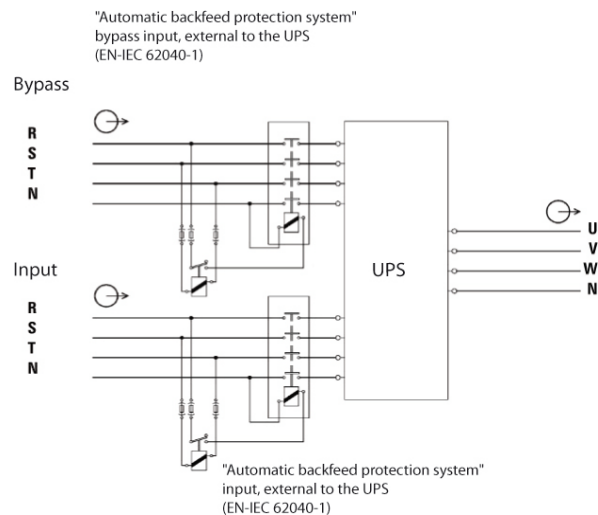 "Automatic backfeed protection system"
bypass input, external to the UPS
(EN-IEC 62040-1)
Bypass
R
S
T
N
Input
R
S
T
N
UPS
U
V
W
N
"Automatic backfeed protection system"
input, external to the UPS
(EN-IEC 62040-1)